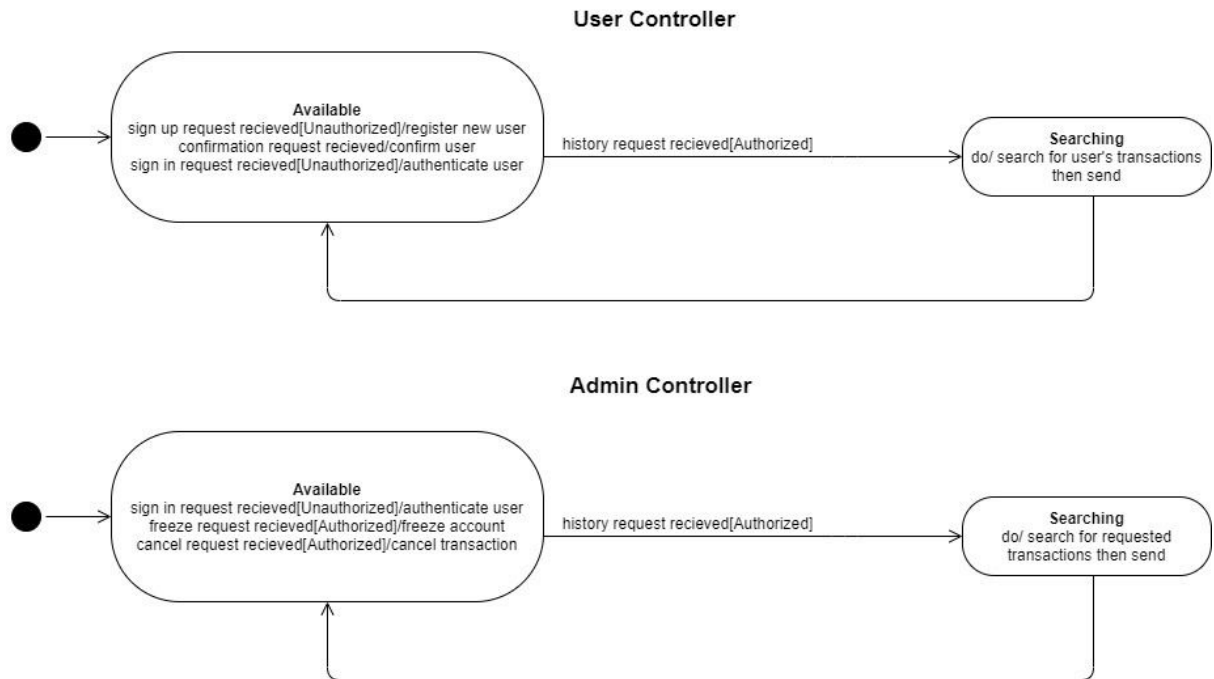 User Controller
Available
sign up request recieved[Unauthorized]/register new user
confirmation request recieved/confirm user
sign in request recieved[Unauthorized]/authenticate user
history request recieved[Authorized]
Searching
do/ search for user's transactions
then send
Admin Controller
Available
sign in request recieved[Unauthorized]/authenticate user
freeze request recieved[Authorized]/freeze account
cancel request recieved[Authorized]/cancel transaction
history request recieved[Authorized]
Searching
do/ search for requested
transactions then send